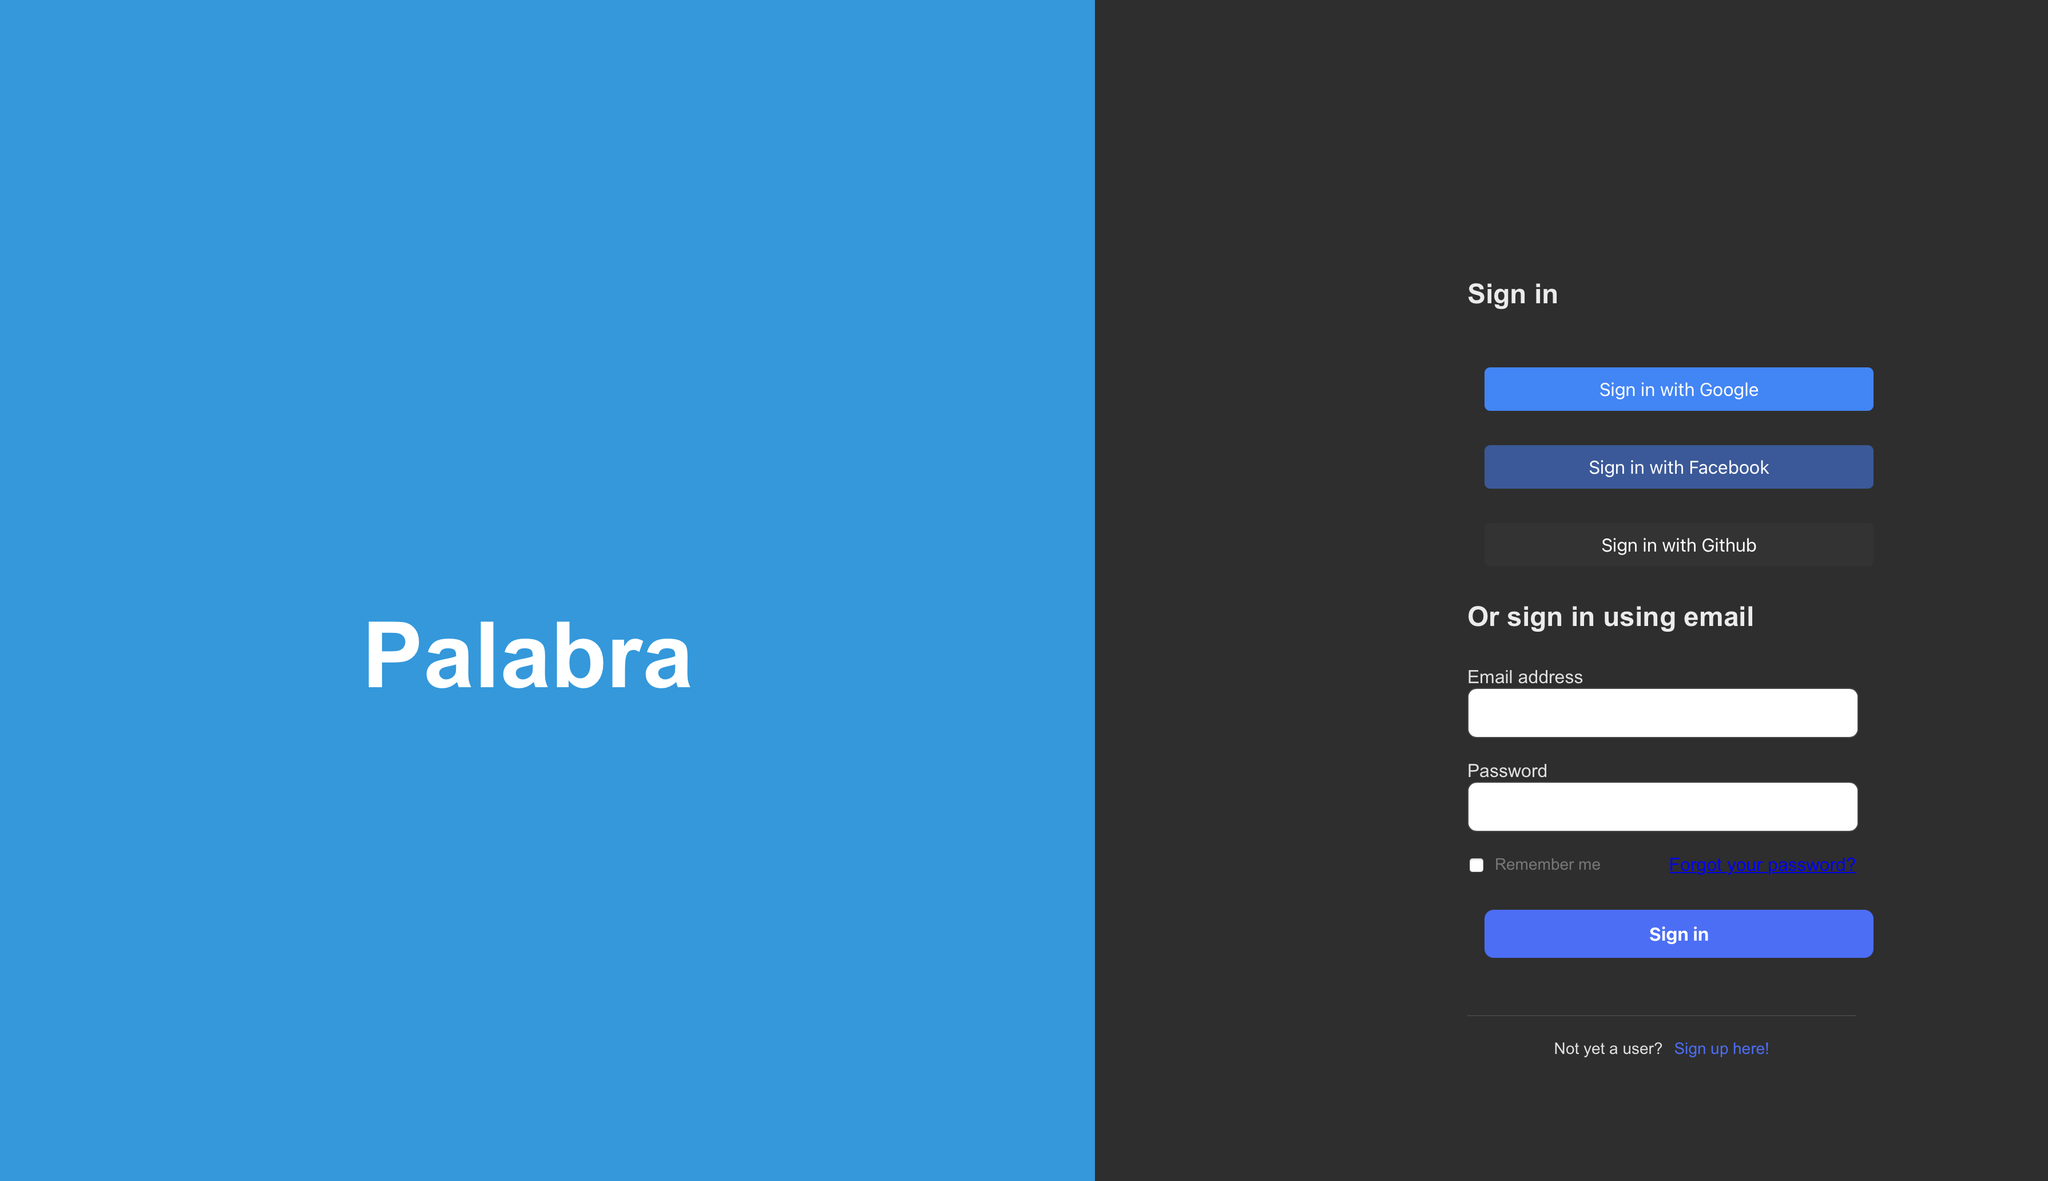 Palabra
Sign in
Sign in with Google
Sign in with Facebook
Sign in with Github
Or sign in using email
Email address
Password
Remember me Forgot your password?
Sign in
Not yet a user? Sign up here!